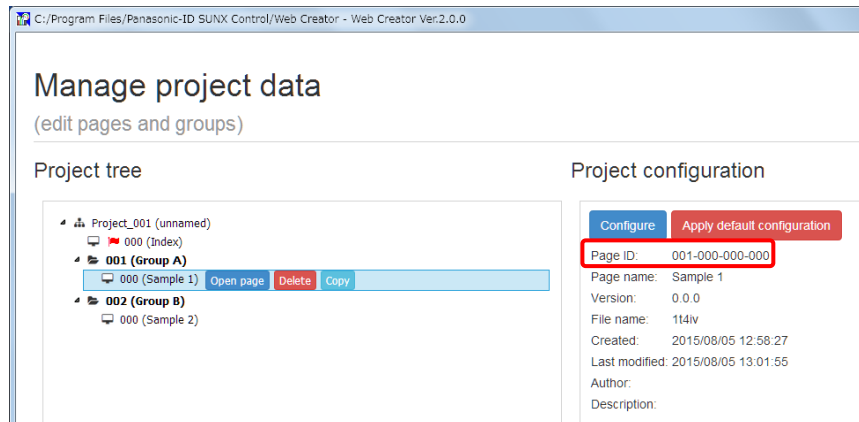 C:/Program Files/Panasonic-ID SUNX Control/Web Creator - Web Creator Ver.2.0.0
Manage project data
(edit pages and groups)
Project tree
Project_001 (unnamed)
000 (Index)
001 (Group A)
000 (Sample 1) Open page Delete Copy
002 (Group B)
000 (Sample 2)
Project configuration
Configure Apply default configuration
Page ID: 001-000-000-000
Page name: Sample 1
Version: 0.0.0
File name: 1t4iv
Created: 2015/08/05 12:58:27
Last modified: 2015/08/05 13:01:55
Author:
Description: